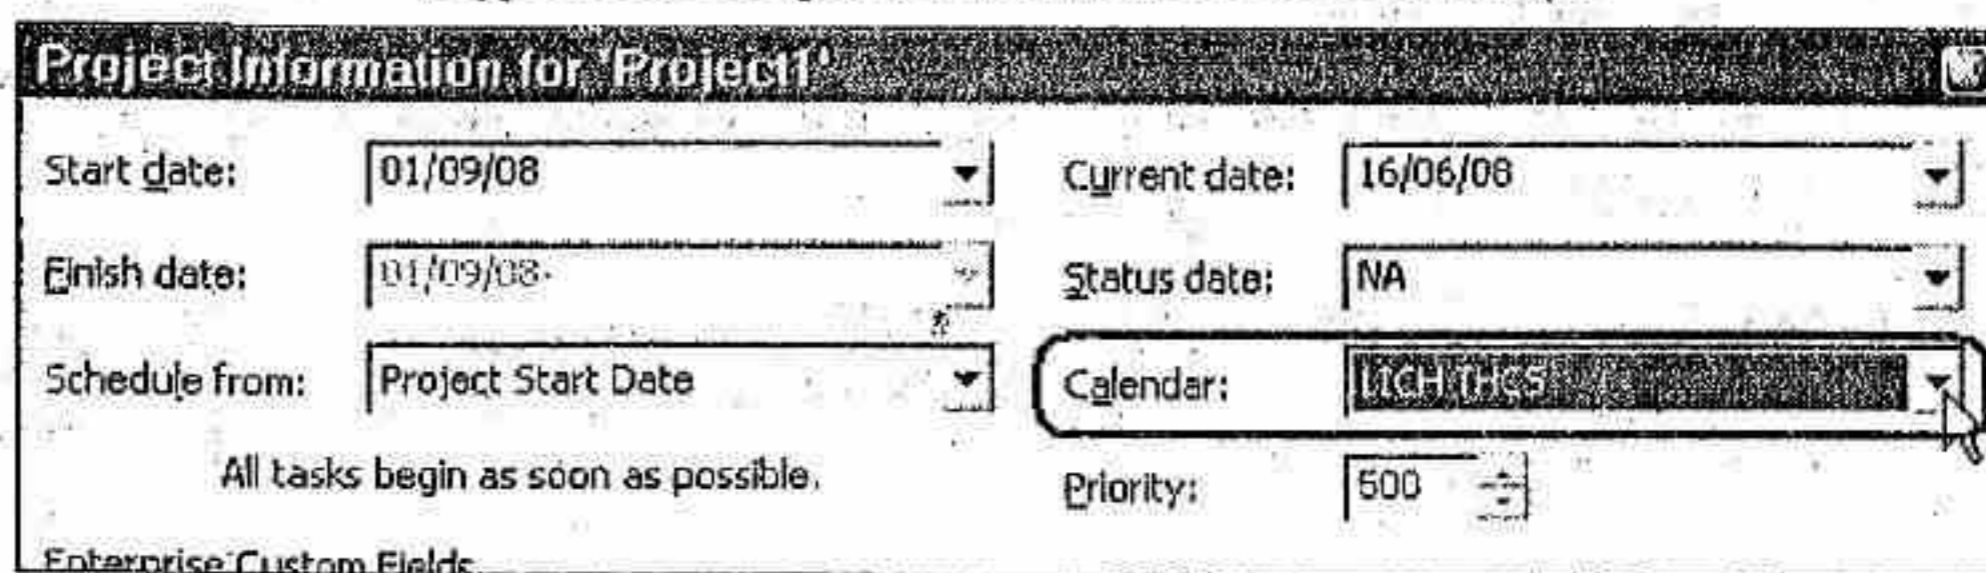 Project Information for 'Project1'
Start date: 01/09/08 Current date: 16/06/08
Finish date: 01/09/08 Status date: NA
Schedule from: Project Start Date Calendar: LICH THCS
All tasks begin as soon as possible. Priority: 500
Enterprise Custom Fields